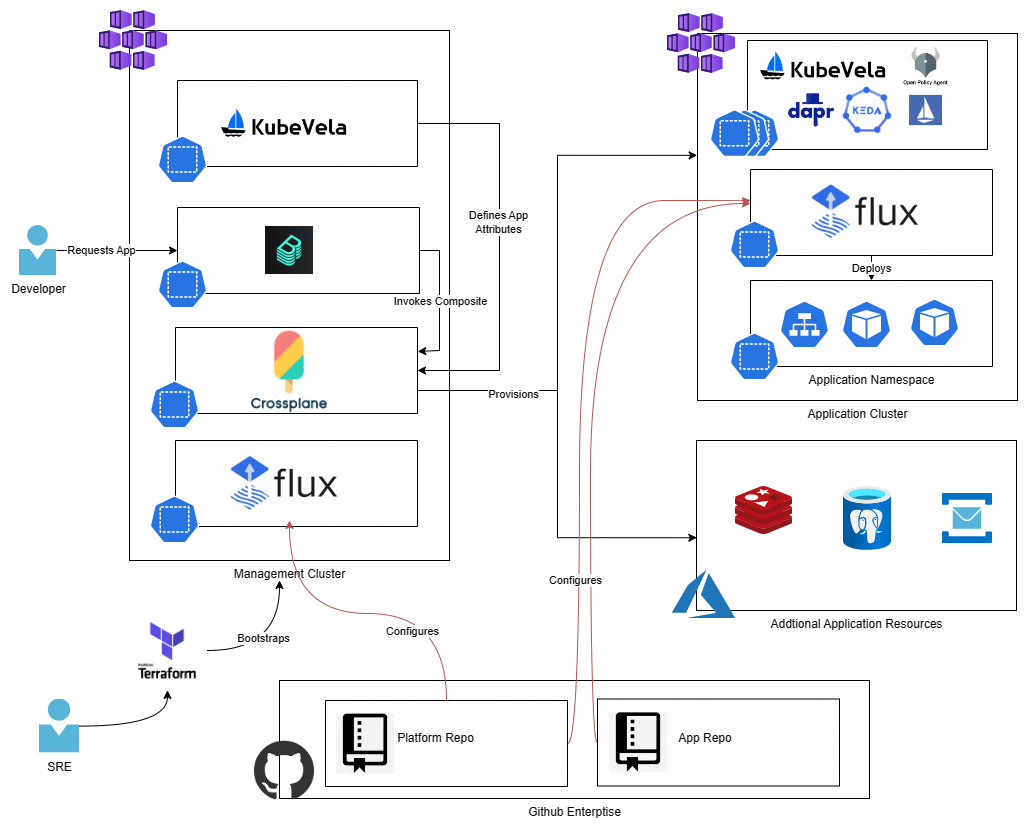 KubeVela
Defines App
Attributes
Requests App
Developer
Invokes Composite
Crossplane
Provisions
flux
Management Cluster
Bootstraps
Configures
Terraform
SRE
KubeVela
Open Policy Agent
dapr
KEDA
flux
Deploys
Application Namespace
Application Cluster
Configures
Addtional Application Resources
Platform Repo
App Repo
Github Enterptise